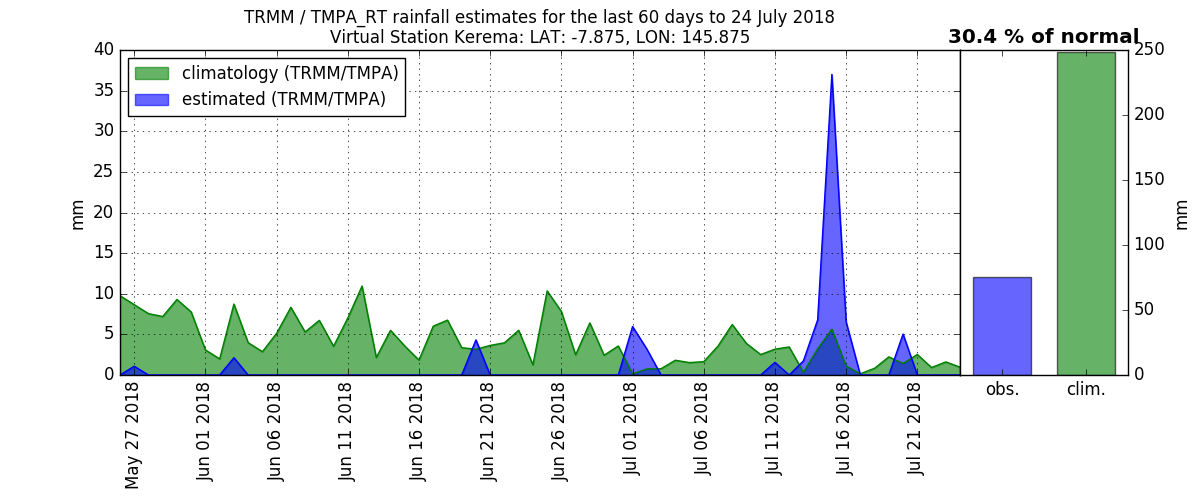 TRMM / TMPA_RT rainfall estimates for the last 60 days to 24 July 2018
Virtual Station Kerema: LAT: -7.875, LON: 145.875
30.4 % of normal
climatology (TRMM/TMPA)
estimated (TRMM/TMPA)
40
35
30
25
20
15
10
5
0
mm
May 27 2018
Jun 01 2018
Jun 06 2018
Jun 11 2018
Jun 16 2018
Jun 21 2018
Jun 26 2018
Jul 01 2018
Jul 06 2018
Jul 11 2018
Jul 16 2018
Jul 21 2018
250
200
150
100
50
0
mm
obs.
clim.